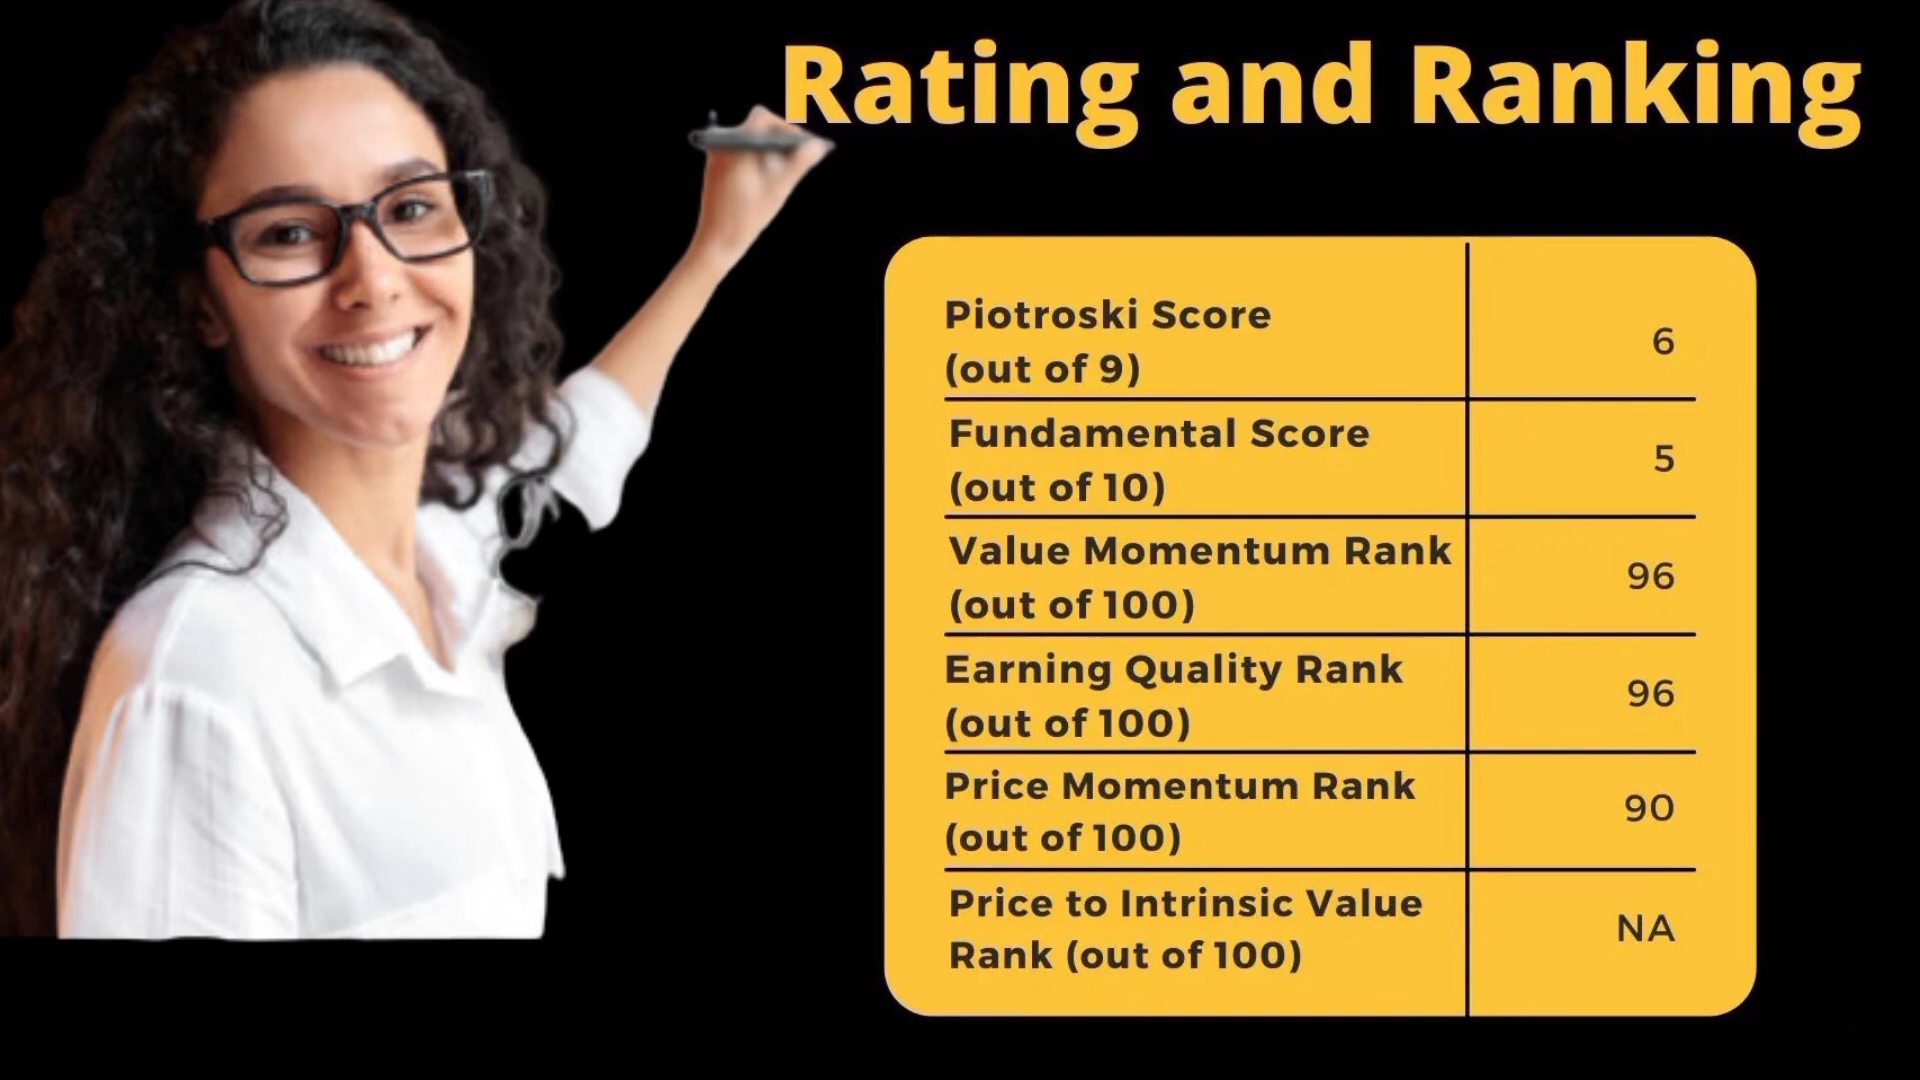 Rating and Ranking
Piotroski Score
(out of 9)
6
Fundamental Score
(out of 10)
5
Value Momentum Rank
(out of 100)
96
Earning Quality Rank
(out of 100)
96
Price Momentum Rank
(out of 100)
90
Price to Intrinsic Value
Rank (out of 100)
NA